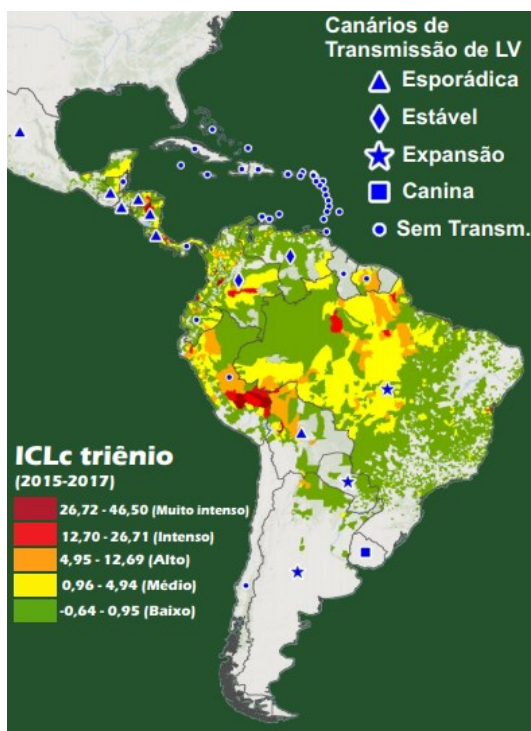 Canários de
Transmissão de LV
Esporádica
Estável
Expansão
Canina
Sem Transm.
ICLc triênio
(2015-2017)
26,72 - 46,50 (Muito intenso)
12,70 - 26,71 (Intenso)
4,95 - 12,69 (Alto)
0,96 - 4,94 (Médio)
-0,64 - 0,95 (Baixo)